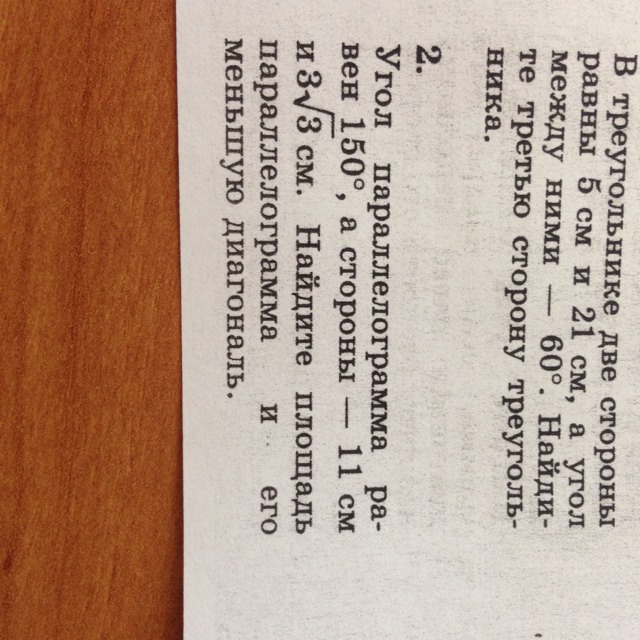 В треугольнике две стороны
равны 5 см и 21 см, а угол
между ними — 60°. Найди-
те третью сторону треуголь-
ника.
2.
Угол параллелограмма ра-
вен 150°, а стороны — 11 см
и 3√3 см. Найдите площадь
параллелограмма и его
меньшую диагональ.